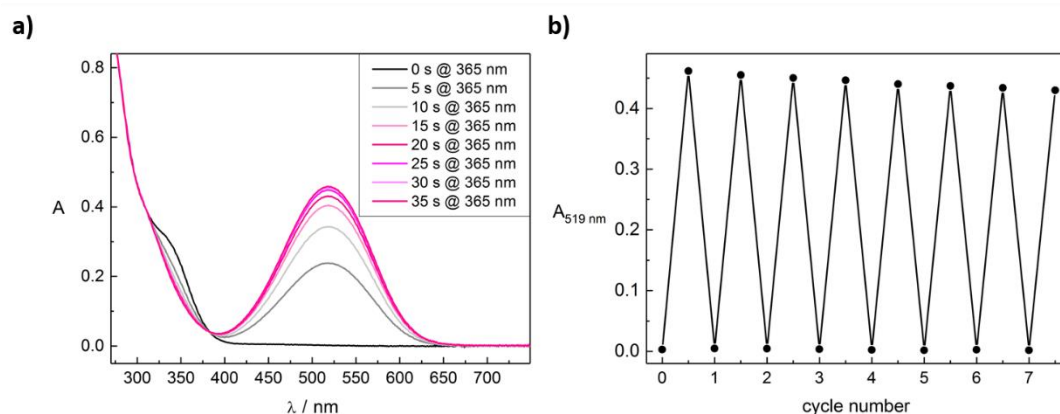 a)
0.8
0.6
0.4
0.2
0.0
A
300 350 400 450 500 550 600 650 700
λ / nm
0 s @ 365 nm
5 s @ 365 nm
10 s @ 365 nm
15 s @ 365 nm
20 s @ 365 nm
25 s @ 365 nm
30 s @ 365 nm
35 s @ 365 nm
b)
0.4
0.3
0.2
0.1
0.0
A519 nm
0 1 2 3 4 5 6 7
cycle number